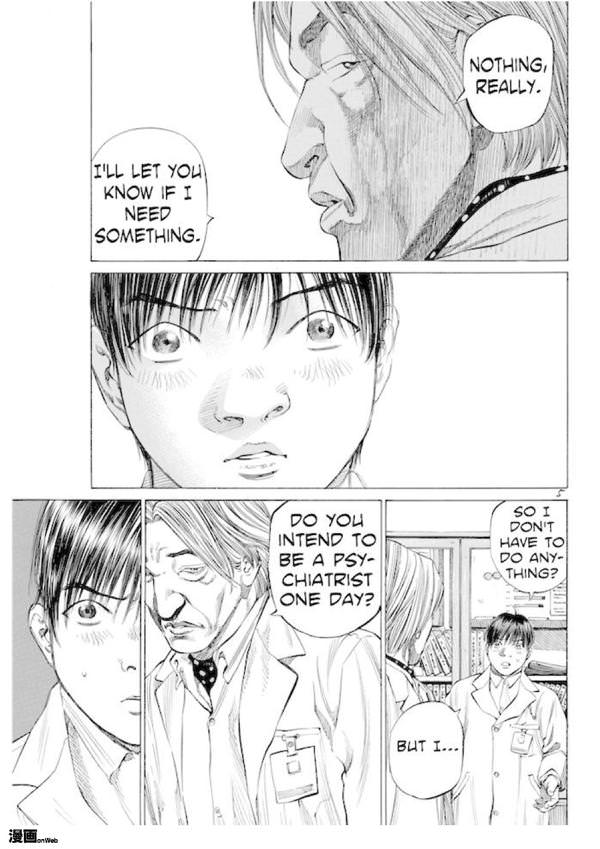 NOTHING,
REALLY.
I'LL LET YOU
KNOW IF I
NEED
SOMETHING.
5
SO I
DON'T
HAVE TO
DO ANY-
THING?
BUT I...
DO YOU
INTEND TO
BE A PSY-
CHIATRIST
ONE DAY?
漫画onWeb